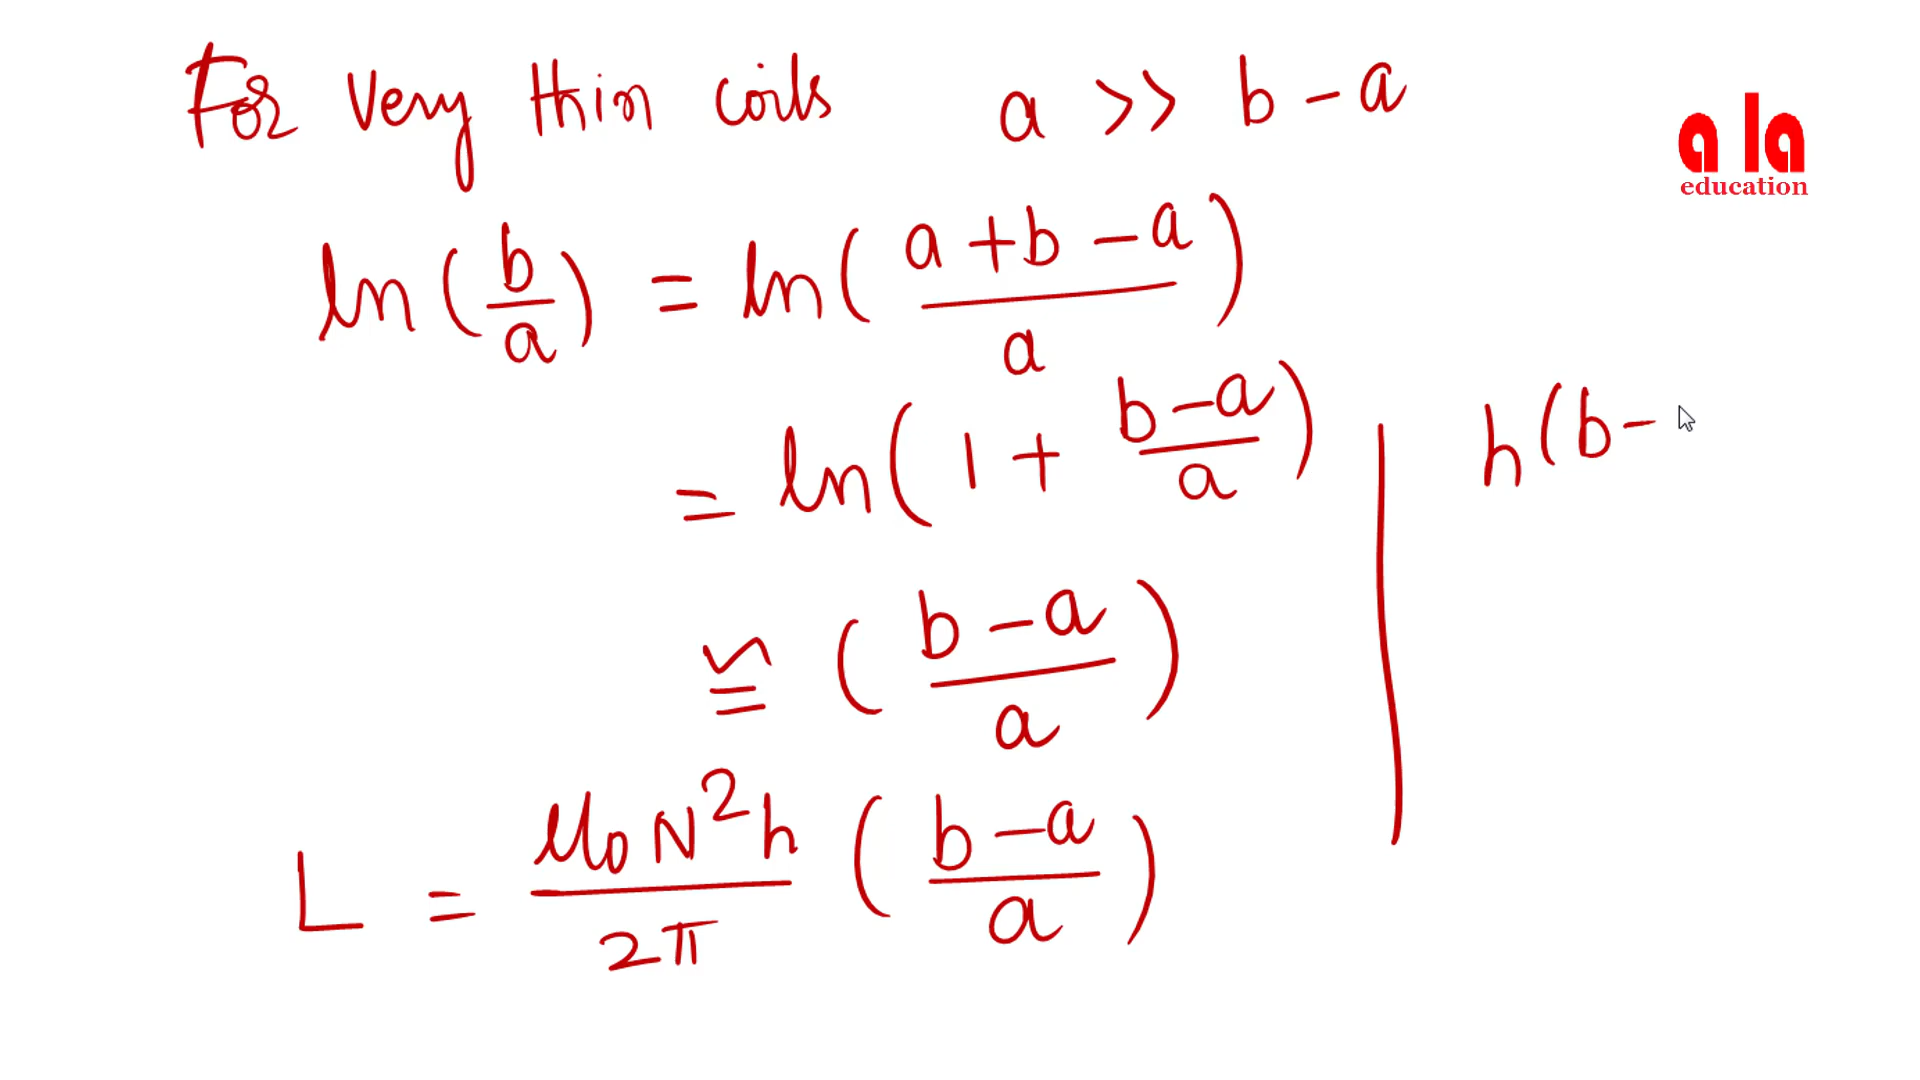 For very thin coils a >> b - a
a la
education
ln(b/a) = ln((a + b - a)/a)
= ln(1 + (b - a)/a)
h(b -
≅ ((b - a)/a)
L = μ₀N²h/2π ((b - a)/a)